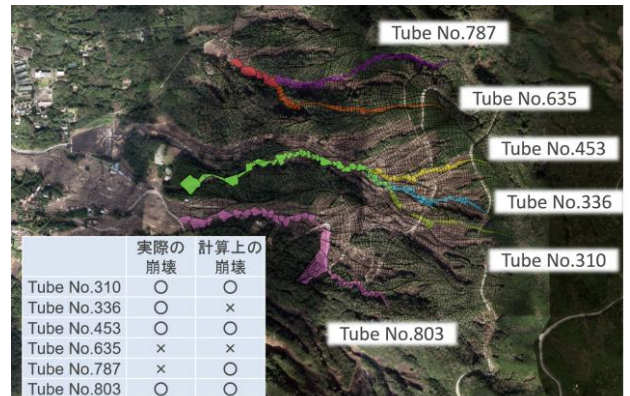 Tube No.787
Tube No.635
Tube No.453
Tube No.336
Tube No.310
Tube No.803
実際の 計算上の
崩壊 崩壊
Tube No.310 ○ ○
Tube No.336 ○ ×
Tube No.453 ○ ○
Tube No.635 × ×
Tube No.787 × ○
Tube No.803 ○ ○